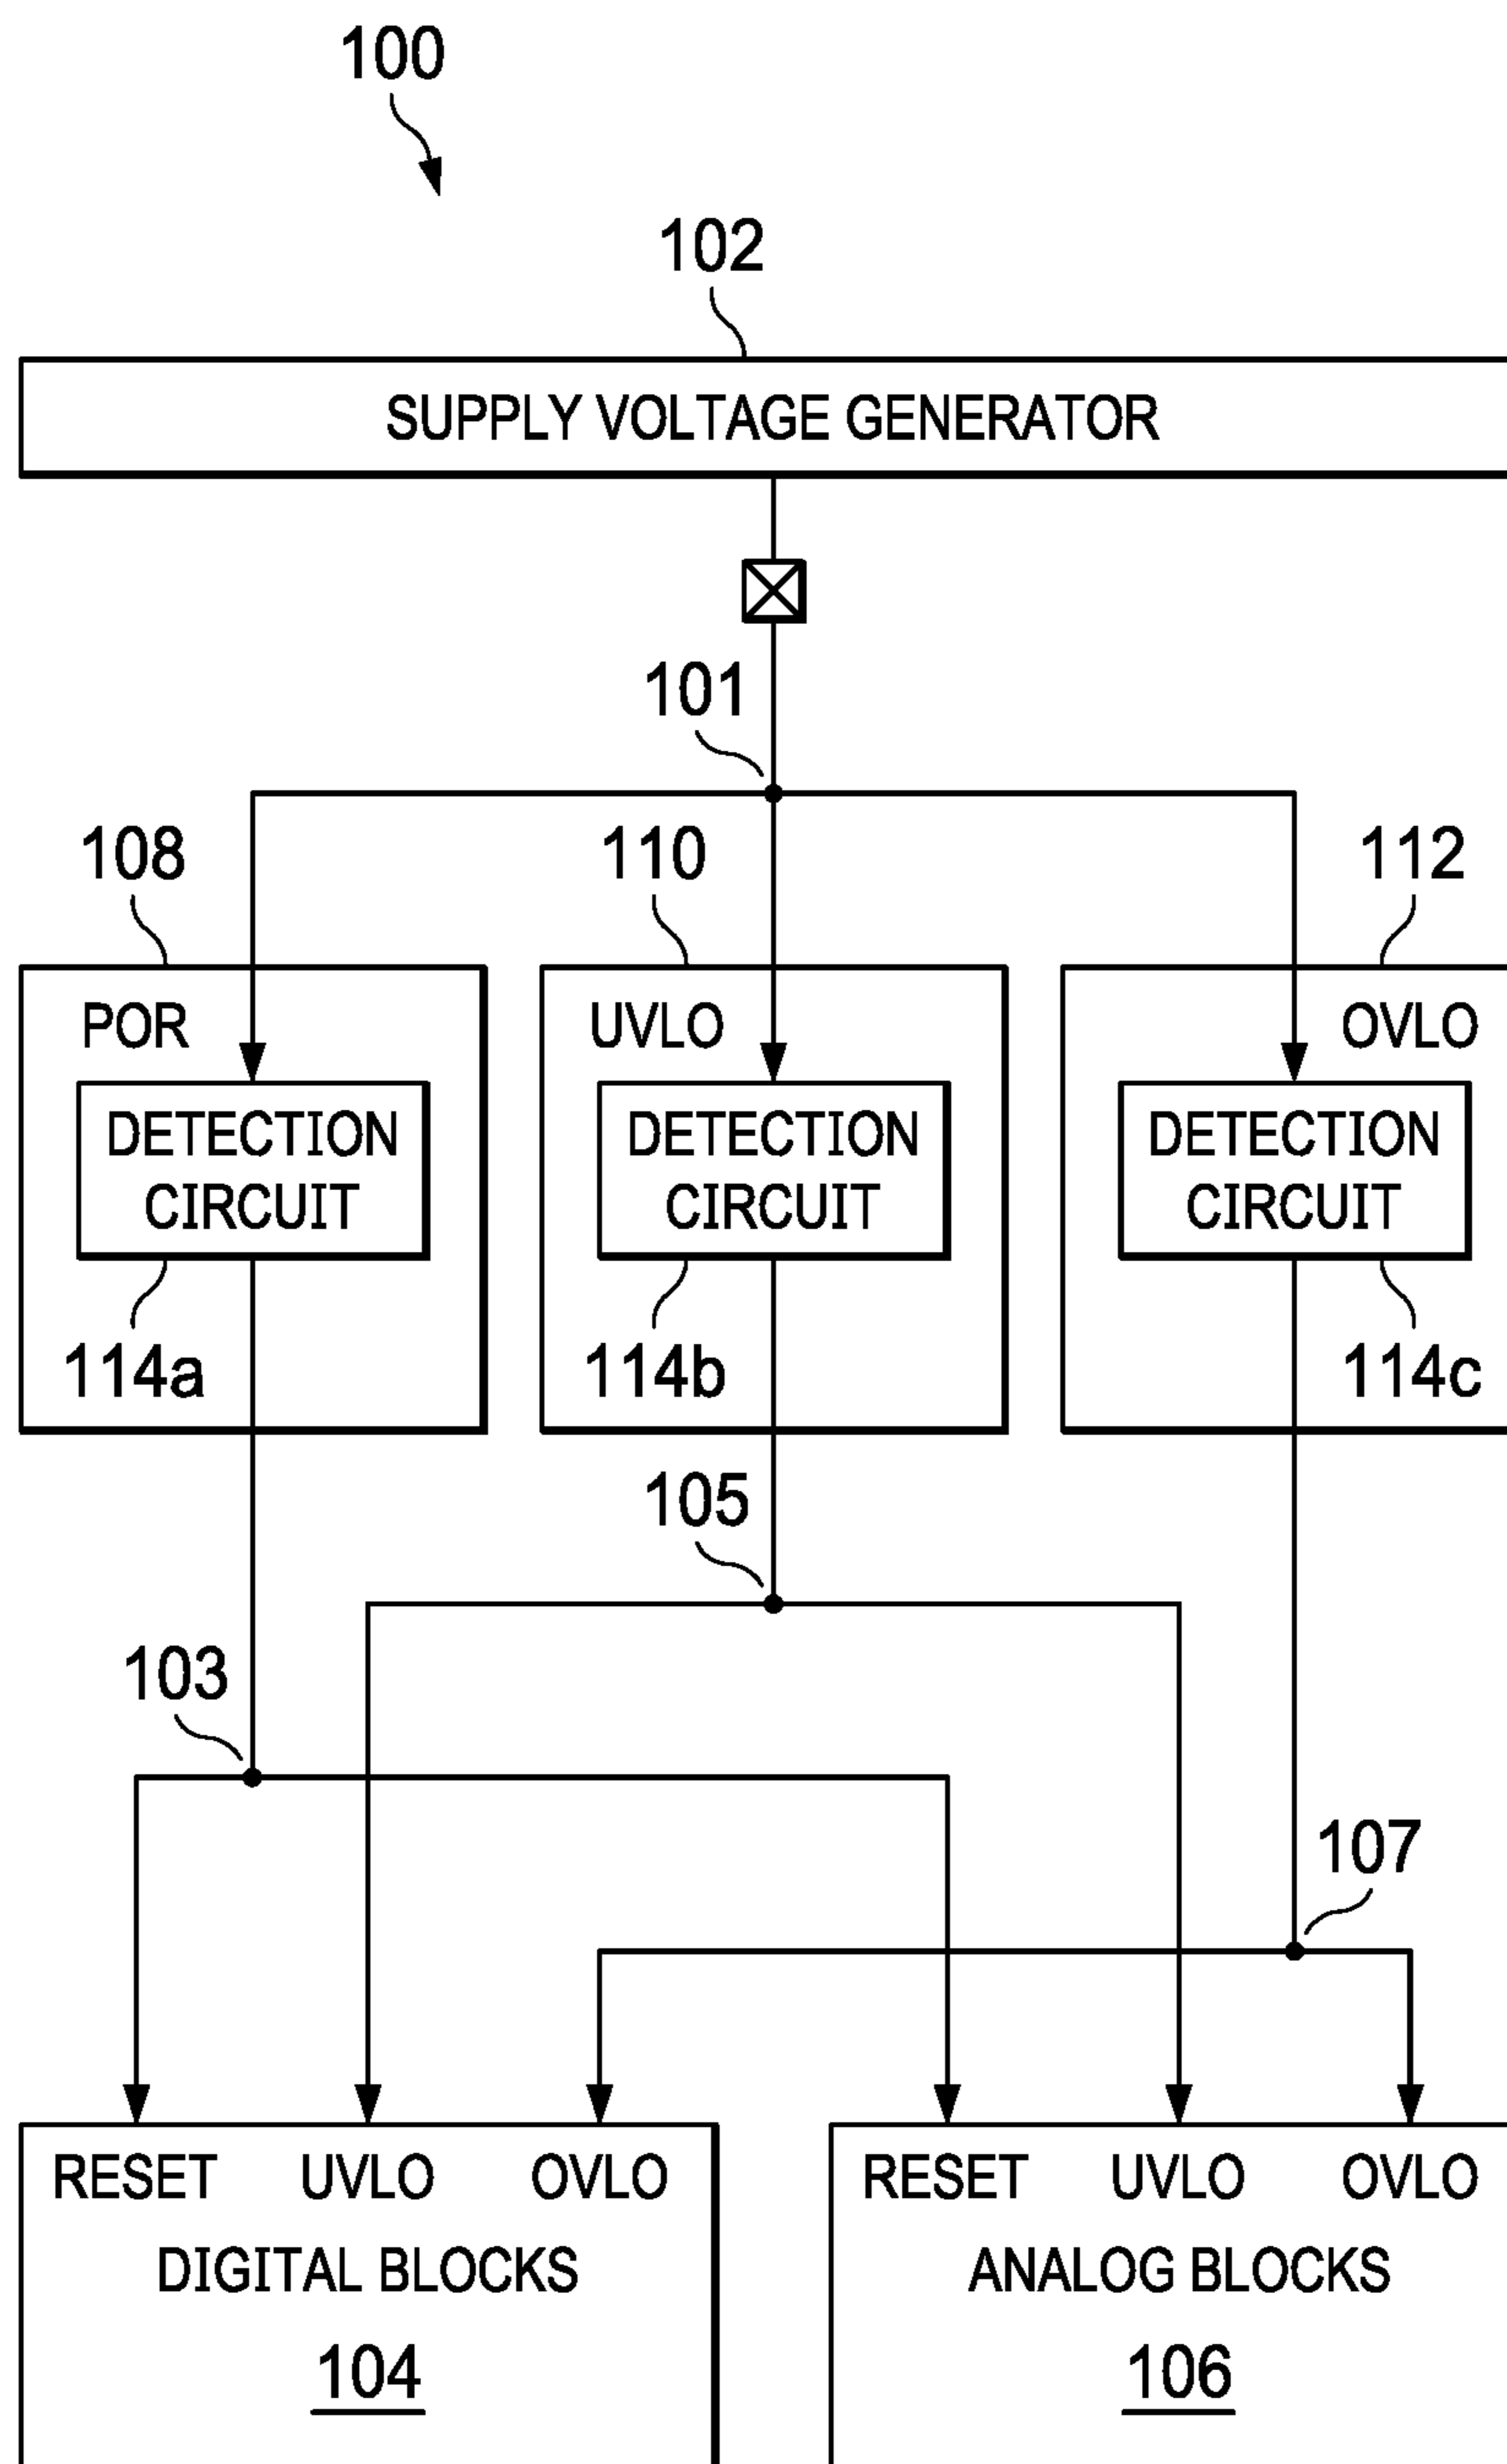 100
102
SUPPLY VOLTAGE GENERATOR
101
108
110
112
POR
UVLO
OVLO
DETECTION
CIRCUIT
DETECTION
CIRCUIT
DETECTION
CIRCUIT
114a
114b
114c
105
103
107
RESET UVLO OVLO
DIGITAL BLOCKS
104
RESET UVLO OVLO
ANALOG BLOCKS
106